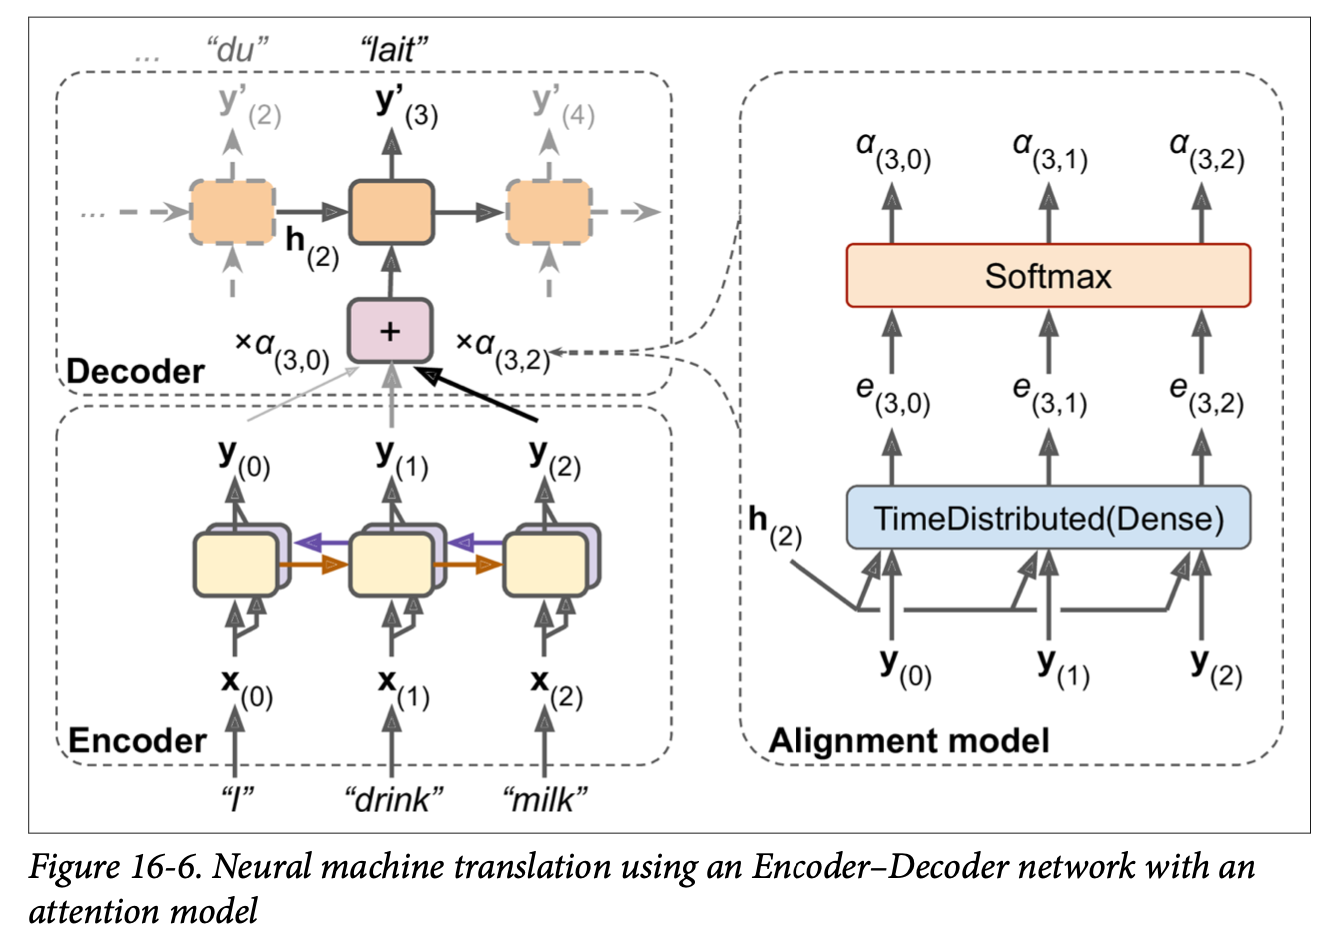 ... “du” “lait”
y’(2) y’(3) y’(4)
...
h(2)
+
×α(3,0) ×α(3,2)
Decoder
y(0) y(1) y(2)
x(0) x(1) x(2)
Encoder
“I” “drink” “milk”
α(3,0) α(3,1) α(3,2)
Softmax
e(3,0) e(3,1) e(3,2)
TimeDistributed(Dense)
h(2)
y(0) y(1) y(2)
Alignment model
Figure 16-6. Neural machine translation using an Encoder–Decoder network with an
attention model